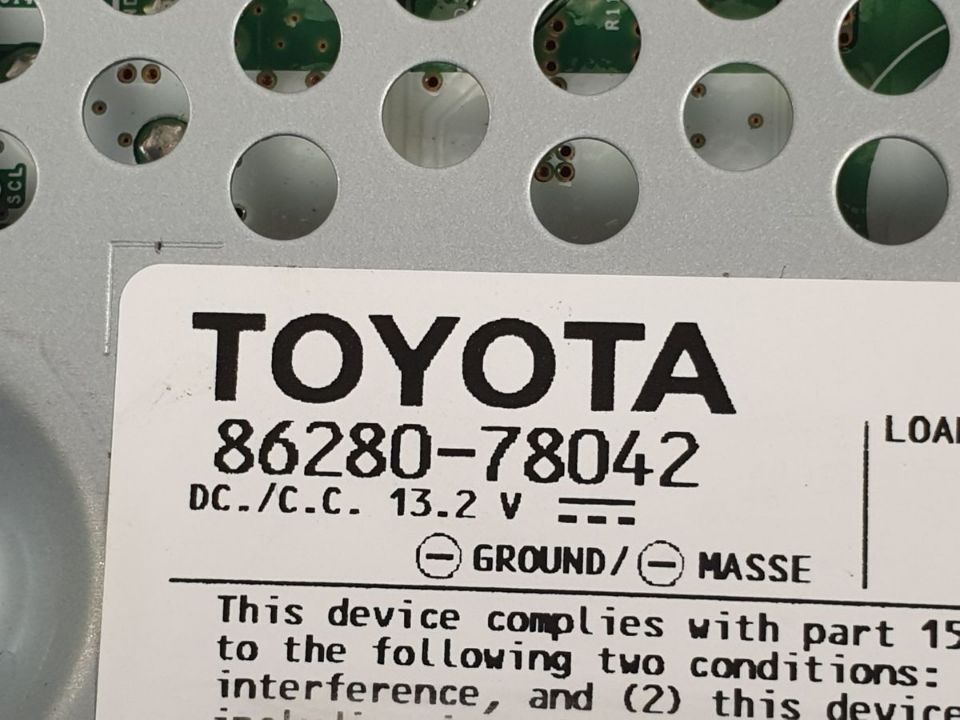 SCL
TOYOTA
86280-78042
DC./C.C. 13.2 V
GROUND/ MASSE
This device complies with part 15
to the following two conditions:
interference, and (2) this device